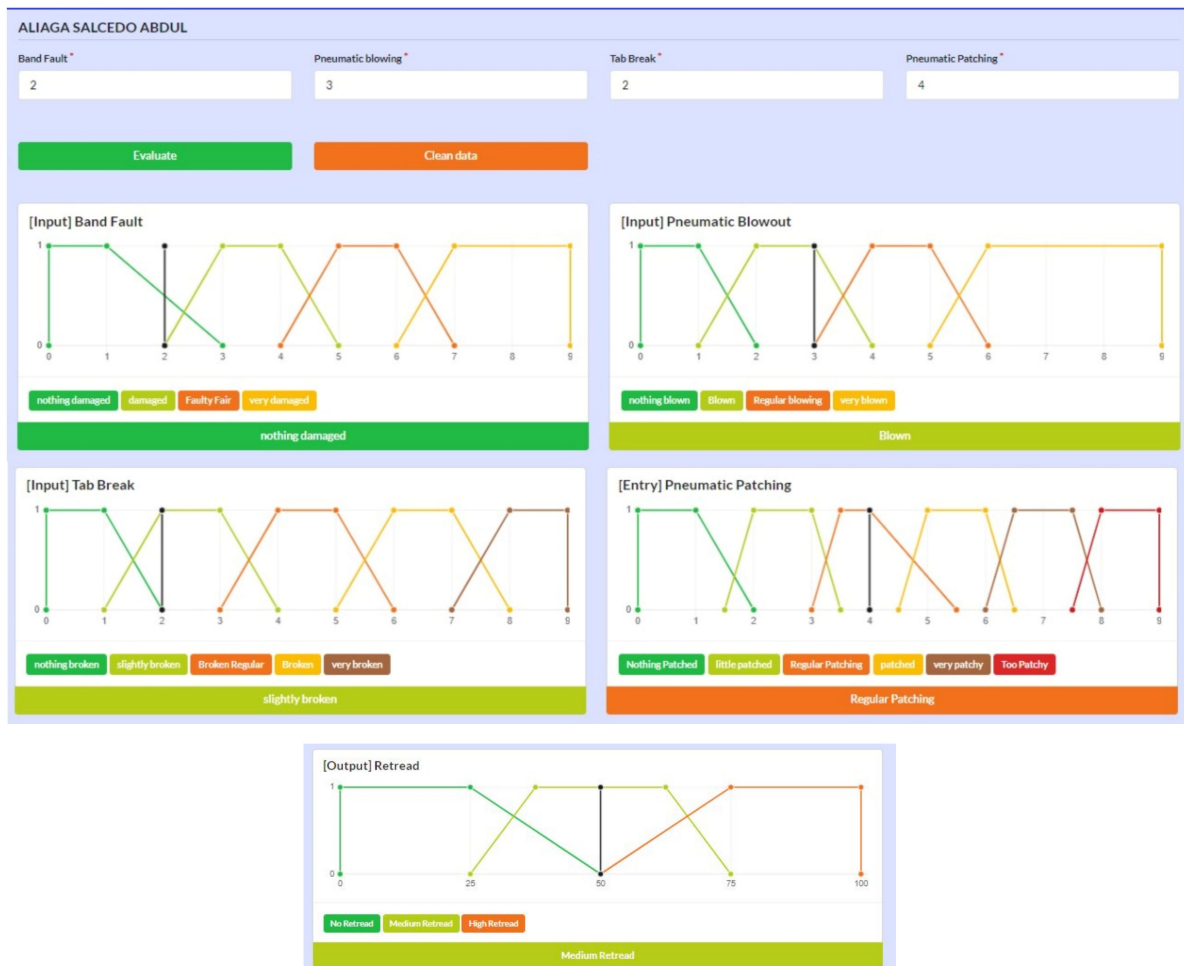 ALIAGA SALCEDO ABDUL
Band Fault * Pneumatic blowing * Tab Break * Pneumatic Patching *
2 3 2 4
Evaluate Clean data
[Input] Band Fault
1
0
0 1 2 3 4 5 6 7 8 9
nothing damaged damaged Faulty Fair very damaged
nothing damaged
[Input] Pneumatic Blowout
1
0
0 1 2 3 4 5 6 7 8 9
nothing blown Blown Regular blowing very blown
Blown
[Input] Tab Break
1
0
0 1 2 3 4 5 6 7 8 9
nothing broken slightly broken Broken Regular Broken very broken
slightly broken
[Entry] Pneumatic Patching
1
0
0 1 2 3 4 5 6 7 8 9
Nothing Patched little patched Regular Patching patched very patchy Too Patchy
Regular Patching
[Output] Retread
1
0
0 25 50 75 100
No Retread Medium Retread High Retread
Medium Retread